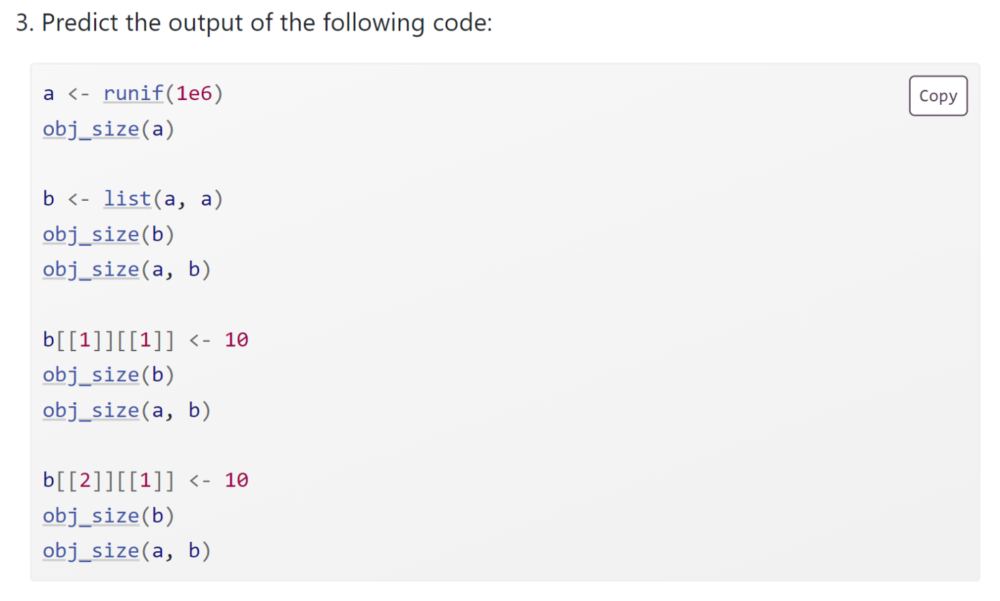 3. Predict the output of the following code:
Copy
a <- runif(1e6)
obj_size(a)
b <- list(a, a)
obj_size(b)
obj_size(a, b)
b[[1]][[1]] <- 10
obj_size(b)
obj_size(a, b)
b[[2]][[1]] <- 10
obj_size(b)
obj_size(a, b)